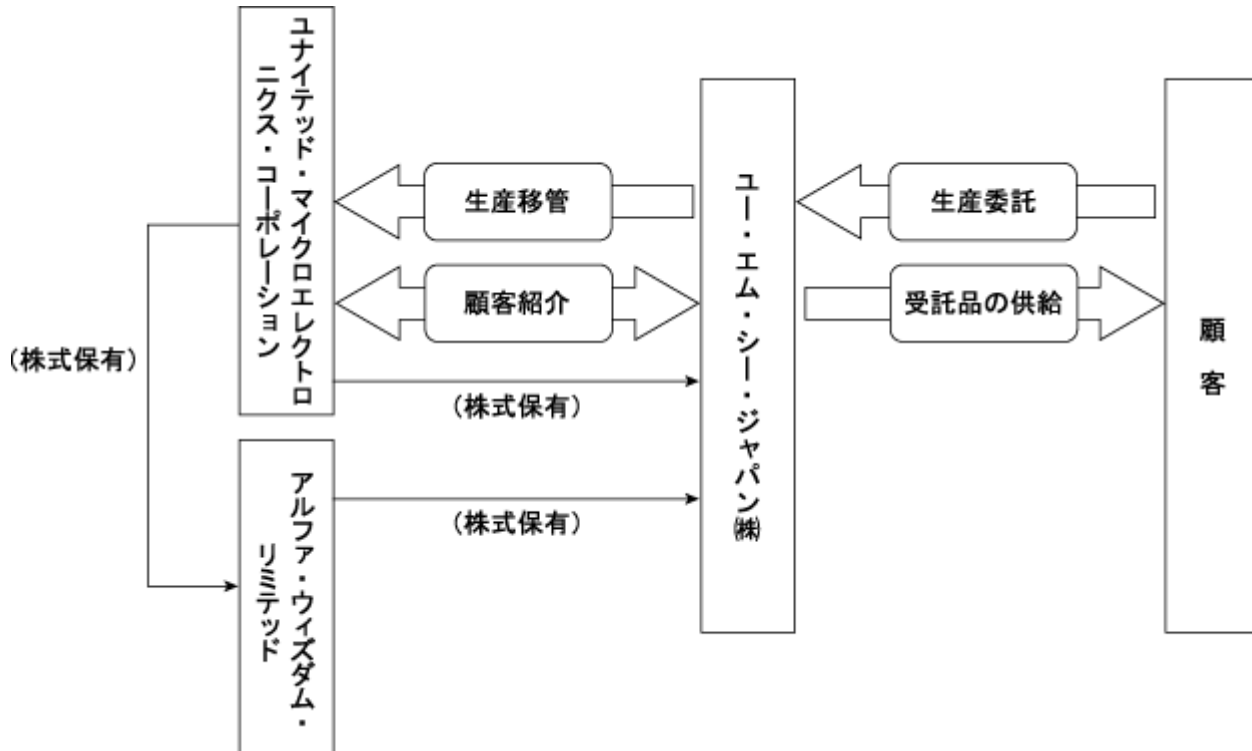 ユナイテッド・マイクロエレクトロ
ニクス・コーポレーション
生産移管
顧客紹介
(株式保有)
(株式保有)
アルファ・ウィズダム・
リミテッド
(株式保有)
ユー・エム・シー・ジャパン㈱
生産委託
受託品の供給
顧客